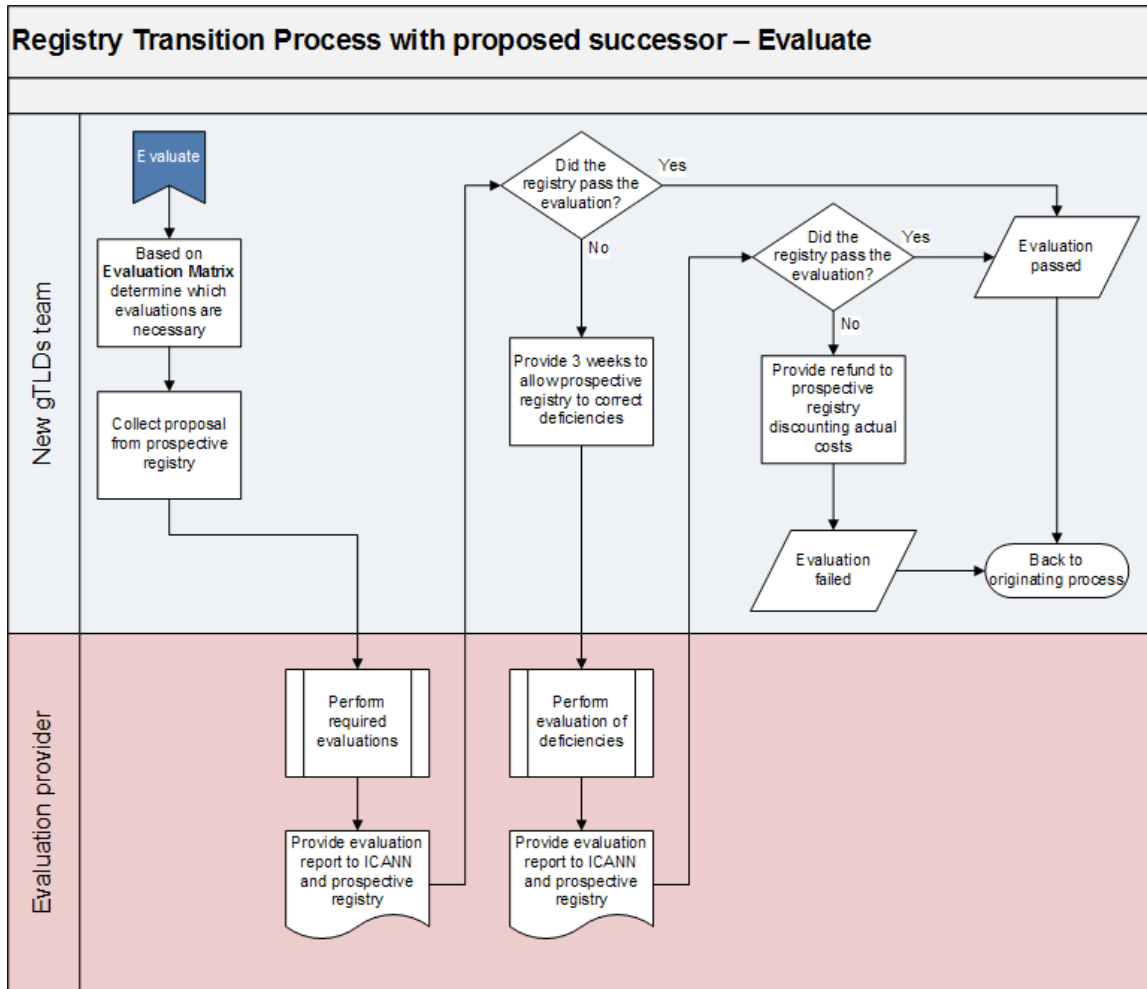 Registry Transition Process with proposed successor – Evaluate
New gTLDs team
Evaluate
Based on
Evaluation Matrix
determine which
evaluations are
necessary
Collect proposal
from prospective
registry
Did the
registry pass the
evaluation?
Yes
No
Provide 3 weeks to
allow prospective
registry to correct
deficiencies
Did the
registry pass the
evaluation?
Yes
No
Provide refund to
prospective
registry
discounting actual
costs
Evaluation
failed
Evaluation
passed
Back to
originating process
Evaluation provider
Perform
required
evaluations
Provide evaluation
report to ICANN
and prospective
registry
Perform
evaluation of
deficiencies
Provide evaluation
report to ICANN
and prospective
registry